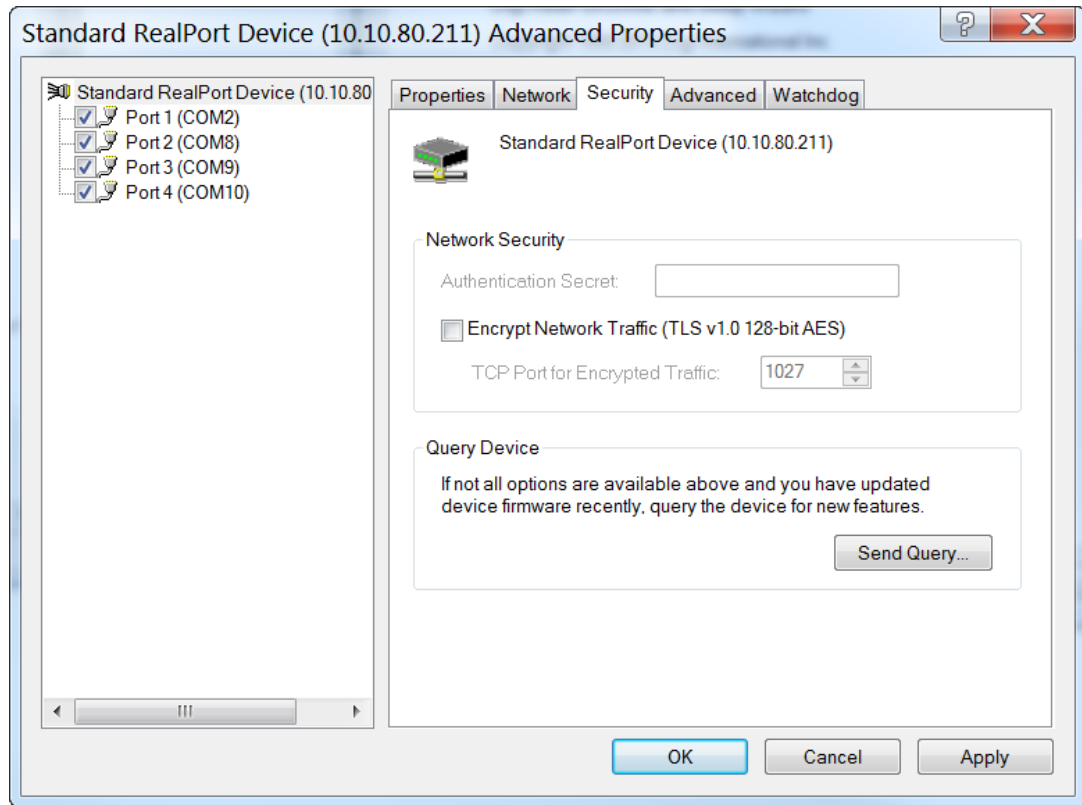 Standard RealPort Device (10.10.80.211) Advanced Properties
Standard RealPort Device (10.10.80
Port 1 (COM2)
Port 2 (COM8)
Port 3 (COM9)
Port 4 (COM10)
Properties Network Security Advanced Watchdog
Standard RealPort Device (10.10.80.211)
Network Security
Authentication Secret:
Encrypt Network Traffic (TLS v1.0 128-bit AES)
TCP Port for Encrypted Traffic: 1027
Query Device
If not all options are available above and you have updated
device firmware recently, query the device for new features.
Send Query...
OK Cancel Apply